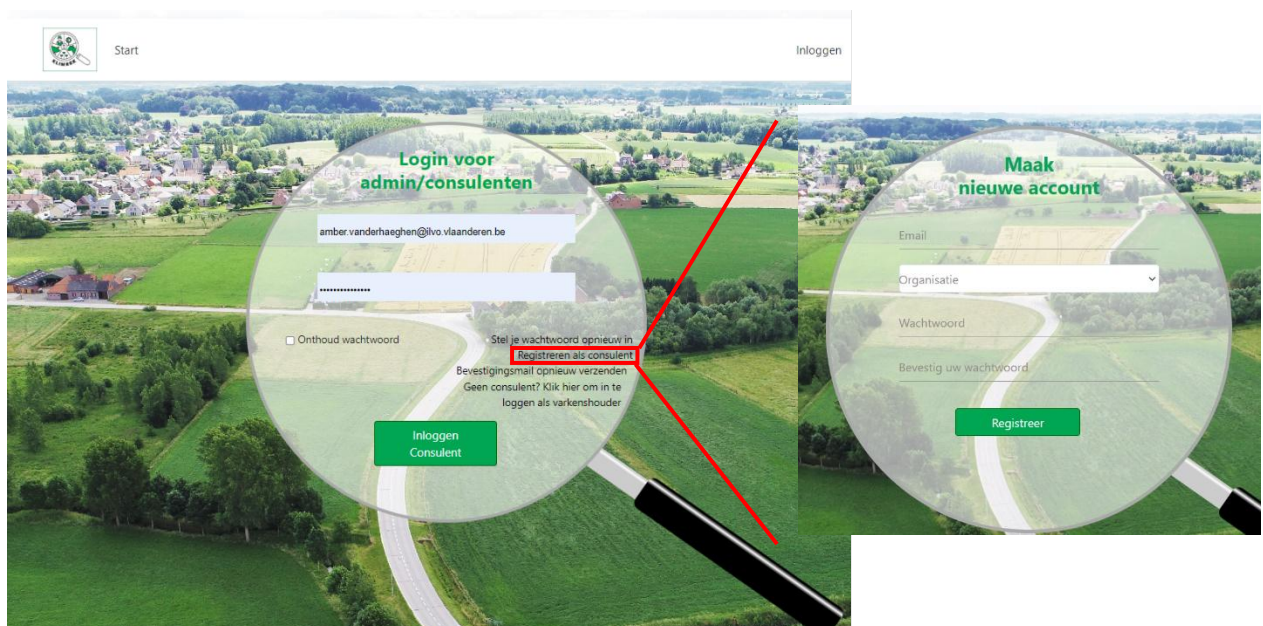 KLIMREK
Start
Inloggen
Login voor
admin/consulenten
amber.vanderhaeghen@ilvo.vlaanderen.be
•••••••••••••••
Onthoud wachtwoord
Stel je wachtwoord opnieuw in
Registreren als consulent
Bevestigingsmail opnieuw verzenden
Geen consulent? Klik hier om in te
loggen als varkenshouder
Inloggen
Consulent
Maak
nieuwe account
Email
Organisatie
Wachtwoord
Bevestig uw wachtwoord
Registreer